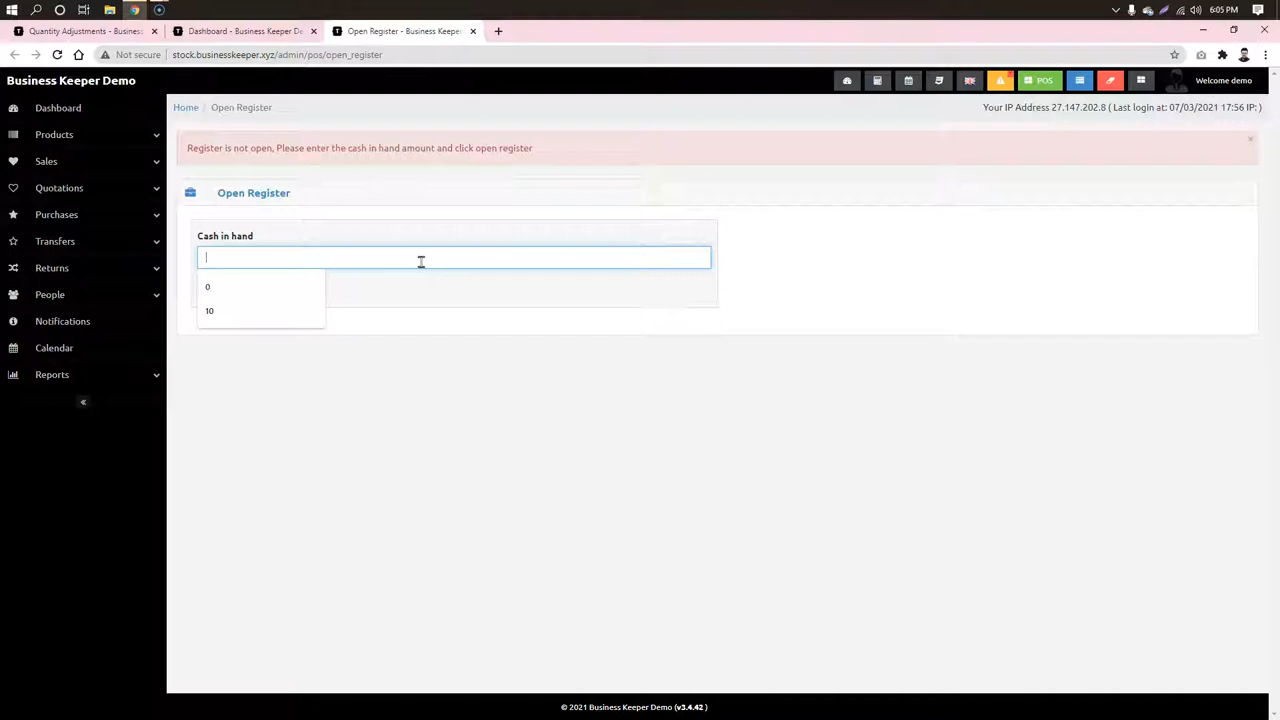 6:05 PM
Quantity Adjustments - Business
Dashboard - Business Keeper De
Open Register - Business Keeper
Not secure
stock.businesskeeper.xyz/admin/pos/open_register
Business Keeper Demo
POS
Welcome demo
Home / Open Register
Your IP Address 27.147.202.8 ( Last login at: 07/03/2021 17:56 IP: )
Dashboard
Products
Sales
Quotations
Purchases
Transfers
Returns
People
Notifications
Calendar
Reports
«
Register is not open, Please enter the cash in hand amount and click open register
×
Open Register
Cash in hand
0
10
© 2021 Business Keeper Demo (v3.4.42 )